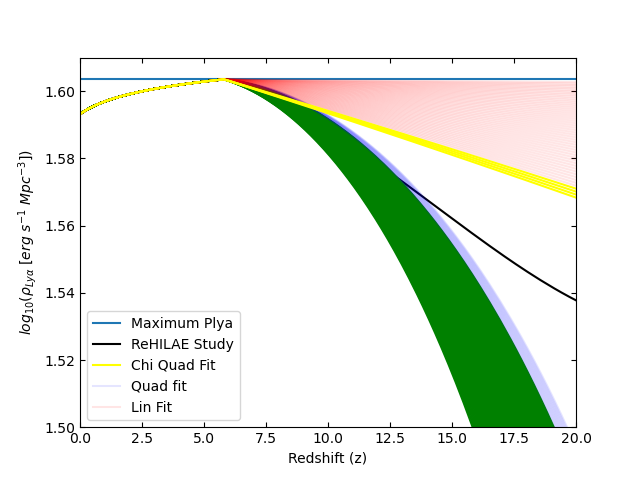 1.60
1.58
1.56
1.54
1.52
1.50
log₁₀(ρ_Lyα [erg s⁻¹ Mpc⁻³])
Maximum Plya
ReHILAE Study
Chi Quad Fit
Quad fit
Lin Fit
0.0 2.5 5.0 7.5 10.0 12.5 15.0 17.5 20.0
Redshift (z)